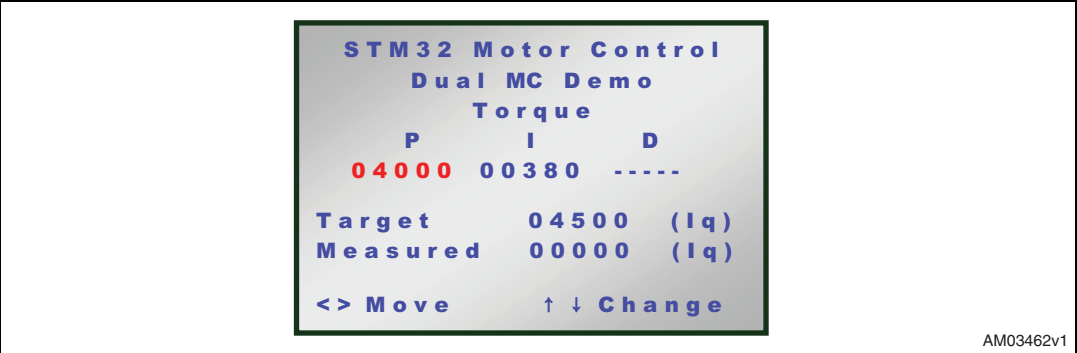 STM32 Motor Control
Dual MC Demo
Torque
P I D
04000 00380 -----
Target 04500 (Iq)
Measured 00000 (Iq)
<> Move ↑↓ Change
AM03462v1